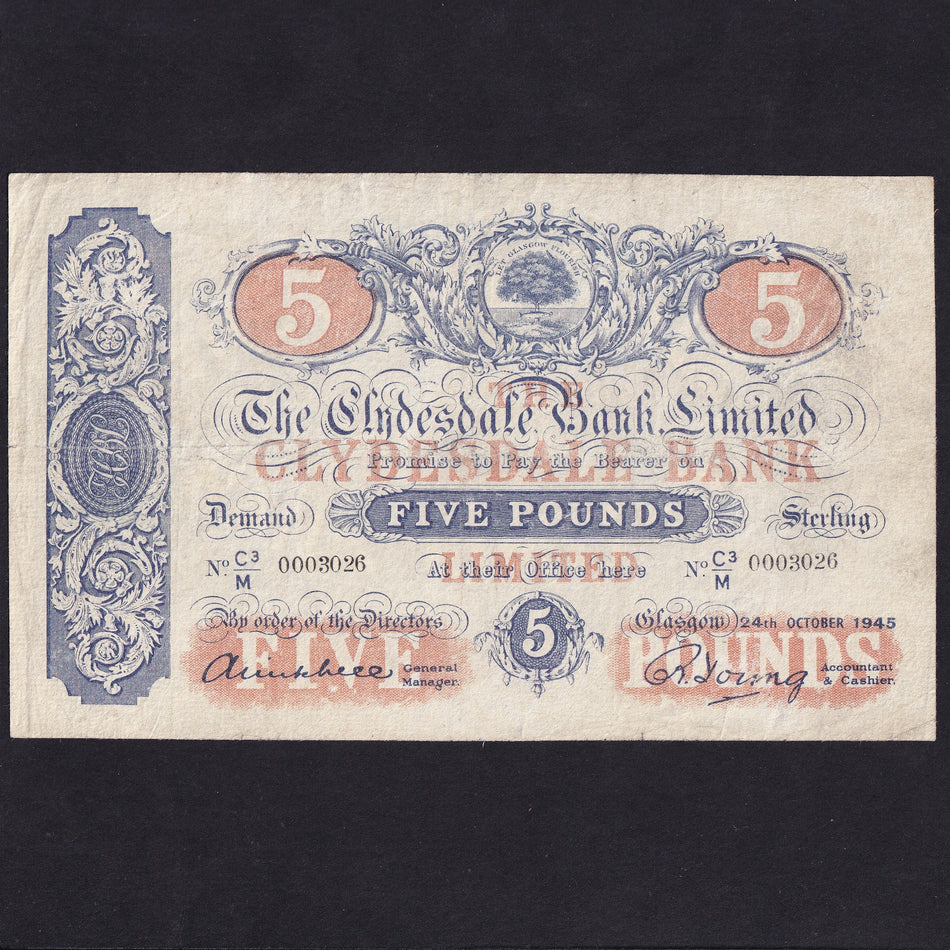 LET GLASGOW FLOURISH
5 5
THE
The Clydesdale Bank, Limited
CLYDESDALE BANK
Promise to Pay the Bearer on
Demand FIVE POUNDS Sterling
Nº C3/M 0003026 At their Office here Nº C3/M 0003026
LIMITED
By order of the Directors 5 Glasgow 24TH OCTOBER 1945
FIVE POUNDS
General Manager. R. Young Accountant & Cashier.